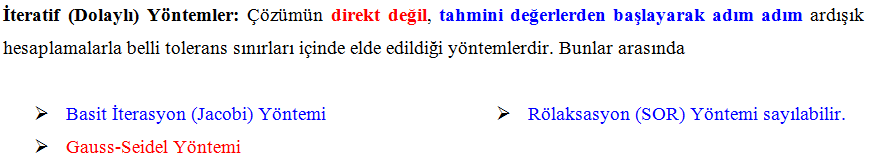 İteratif (Dolaylı) Yöntemler: Çözümün direkt değil, tahmini değerlerden başlayarak adım adım ardışık
hesaplamalarla belli tolerans sınırları içinde elde edildiği yöntemlerdir. Bunlar arasında
➢ Basit İterasyon (Jacobi) Yöntemi
➢ Gauss-Seidel Yöntemi
➢ Rölaksasyon (SOR) Yöntemi sayılabilir.